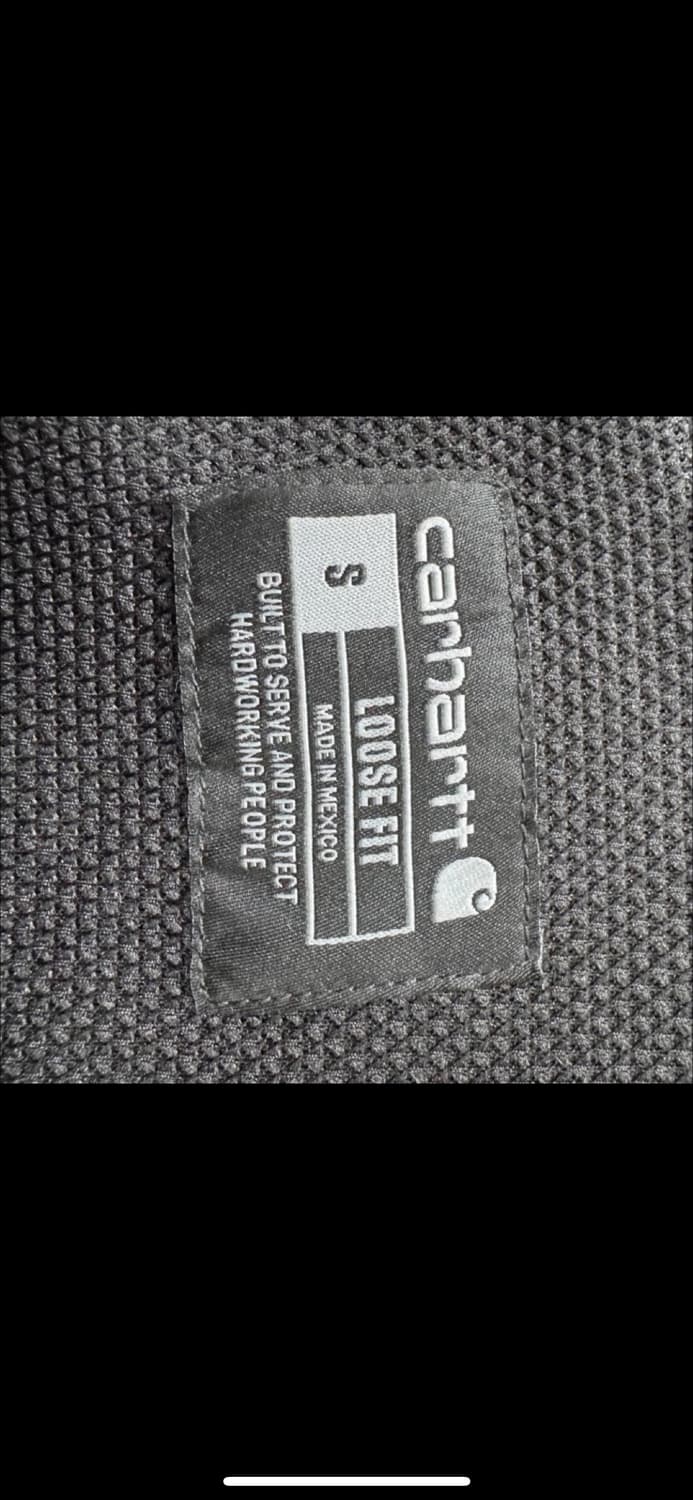 carhartt
S
LOOSE FIT
MADE IN MEXICO
BUILT TO SERVE AND PROTECT
HARDWORKING PEOPLE